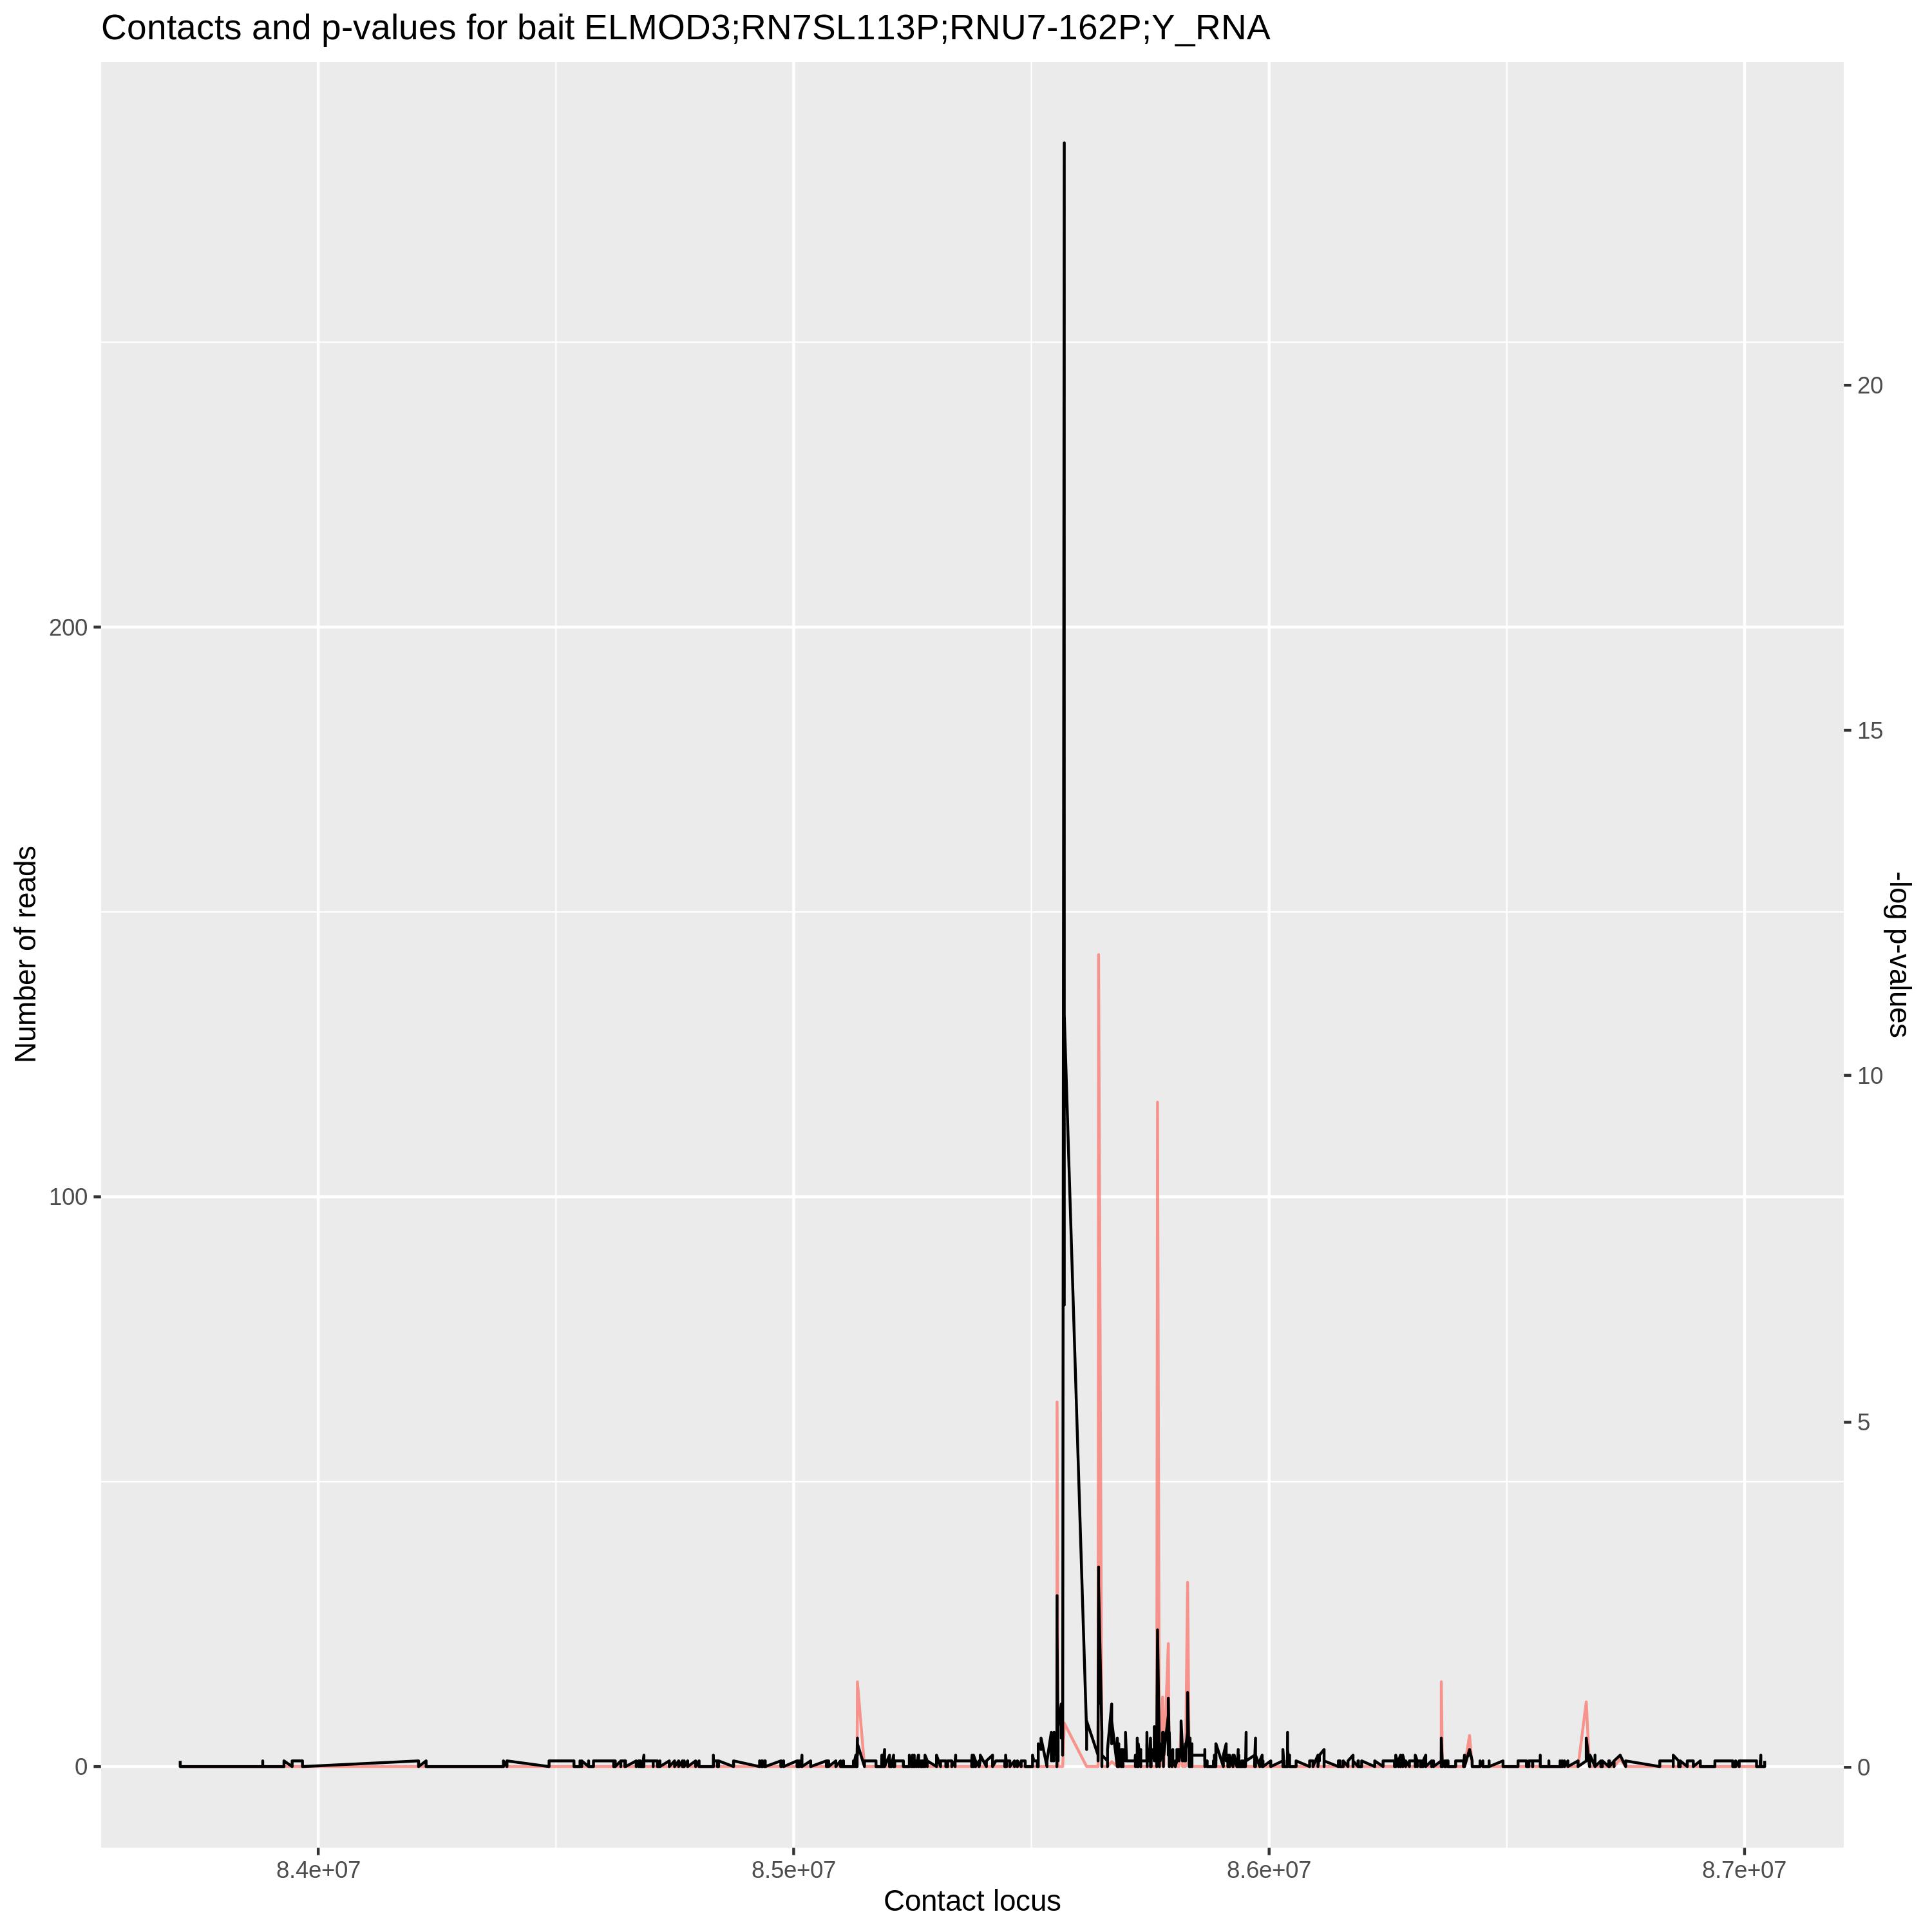 Contacts and p-values for bait ELMOD3;RN7SL113P;RNU7-162P;Y_RNA
Number of reads
200
100
0
20
15
10
5
0
-log p-values
8.4e+07
8.5e+07
8.6e+07
8.7e+07
Contact locus